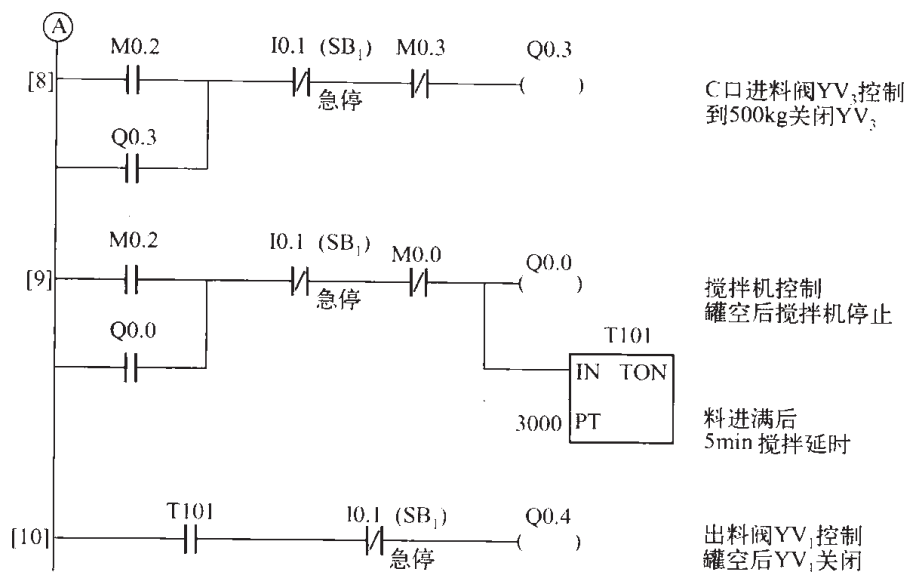 A
M0.2 I0.1 (SB₁) M0.3 Q0.3
[8]
急停
C口进料阀YV₃控制
到500kg关闭YV₃
Q0.3
M0.2 I0.1 (SB₁) M0.0 Q0.0
[9]
急停
搅拌机控制
罐空后搅拌机停止
Q0.0
T101
IN TON
3000 PT
料进满后
5min搅拌延时
T101 I0.1 (SB₁) Q0.4
[10]
急停
出料阀YV₁控制
罐空后YV₁关闭